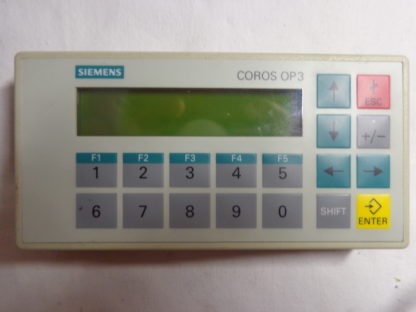 SIEMENS
COROS OP3
ESC
+/−
F1 F2 F3 F4 F5
1 2 3 4 5
6 7 8 9 0
SHIFT
ENTER